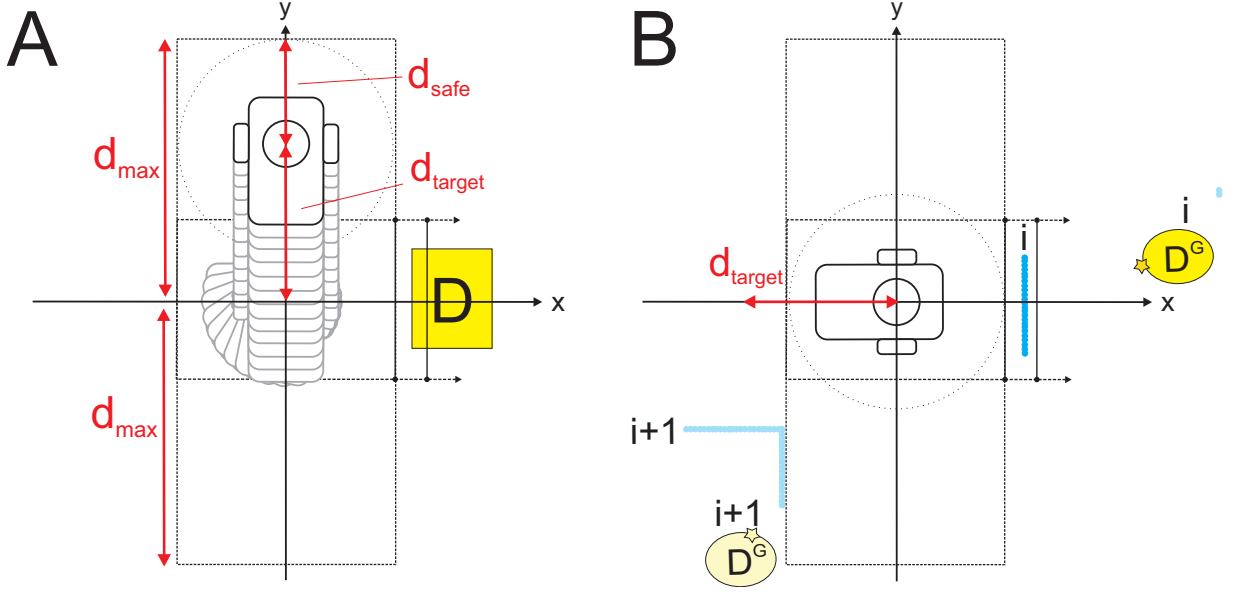 A
y
d_safe
d_max
d_target
D
x
d_max
B
y
i
i
D^G
d_target
x
i+1
i+1
D^G